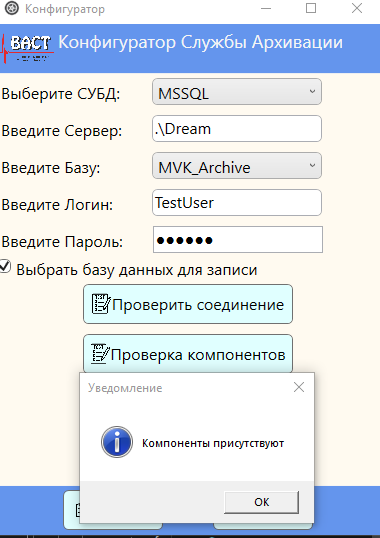 Конфигуратор
ВАСТ Конфигуратор Службы Архивации
Выберите СУБД: MSSQL
Введите Сервер: .\Dream
Введите Базу: MVK_Archive
Введите Логин: TestUser
Введите Пароль: ●●●●●●
Выбрать базу данных для записи
Проверить соединение
Проверка компонентов
Уведомление
Компоненты присутствуют
ОК